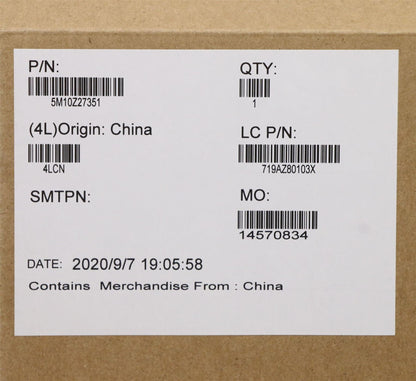 P/N:
5M10Z27351
QTY:
1
(4L)Origin: China
4LCN
LC P/N:
719AZ80103X
SMTPN:
MO:
14570834
DATE: 2020/9/7 19:05:58
Contains Merchandise From : China